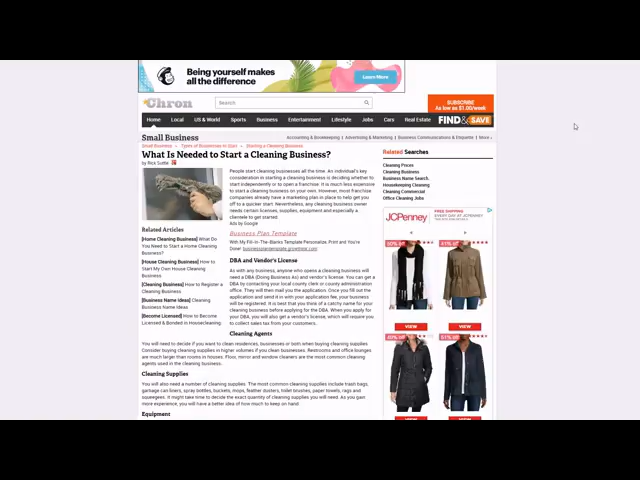 Being yourself makes
all the difference
Learn More
Chron
Search
SUBSCRIBE
As low as $1.00/week
Home Local US & World Sports Business Entertainment Lifestyle Jobs Cars Real Estate FIND&SAVE
Small Business
Accounting & Bookkeeping | Advertising & Marketing | Business Communications & Etiquette | More
Small Business Types of Businesses to Start Starting a Cleaning Business
What Is Needed to Start a Cleaning Business?
by Rick Suttle
People start cleaning businesses all the time. An individual's key
consideration in starting a cleaning business is deciding whether to
start independently or to open a franchise. It is much less expensive
to start a cleaning business on your own. However, most franchise
companies already have a marketing plan in place to help get you
off to a quicker start. Nevertheless, any cleaning business owner
needs certain licenses, supplies, equipment and especially a
clientele to get started.
Ads by Google
Business Plan Template
With My Fill-In-The-Blanks Template Personalize, Print and You're
Done!
DBA and Vendor's License
As with any business, anyone who opens a cleaning business will
need a DBA (Doing Business As) and vendor's license. You can get a
DBA by contacting your local county clerk or county administration
office. They will then mail you the application. Once you fill out the
application and send it in with your application fee, your business
will be registered. It is best that you think of a catchy name for your
cleaning business before applying for the DBA. When you apply for
your DBA, you will also get a vendor's license, which will require you
to collect sales tax from your customers.
Related Articles
[Home Cleaning Business] What Do
You Need to Start a Home Cleaning
Business?
[House Cleaning Business] How to
Start My Own House Cleaning
Business
[Cleaning Business] How to Register a
Cleaning Business
[Business Name Ideas] Cleaning
Business Name Ideas
[Become Licensed] How to Become
Licensed & Bonded in Housecleaning
Cleaning Agents
You will need to decide if you want to clean residences, businesses or both when buying cleaning supplies.
Consider buying cleaning supplies in higher volumes if you clean businesses. Restrooms and office lounges
are much larger than rooms in houses. Floor, mirror and window cleaners are the most common cleaning
agents used in the cleaning business.
Cleaning Supplies
You will also need a number of cleaning supplies. The most common cleaning supplies include trash bags,
garbage can liners, spray bottles, buckets, mops, feather dusters, toilet brushes, paper towels, rags and
squeegees. It might take time to decide the exact quantity of cleaning supplies you will need. As you gain
more experience, you will have a better idea of how much to keep on hand.
Equipment
Related Searches
Cleaning Prices
Cleaning Business
Business Name Search
Housekeeping Cleaning
Cleaning Commercial
Office Cleaning Jobs
JCPenney
FREE SHIPPING
EVERY DAY AT JCPENNEY
VIEW
VIEW